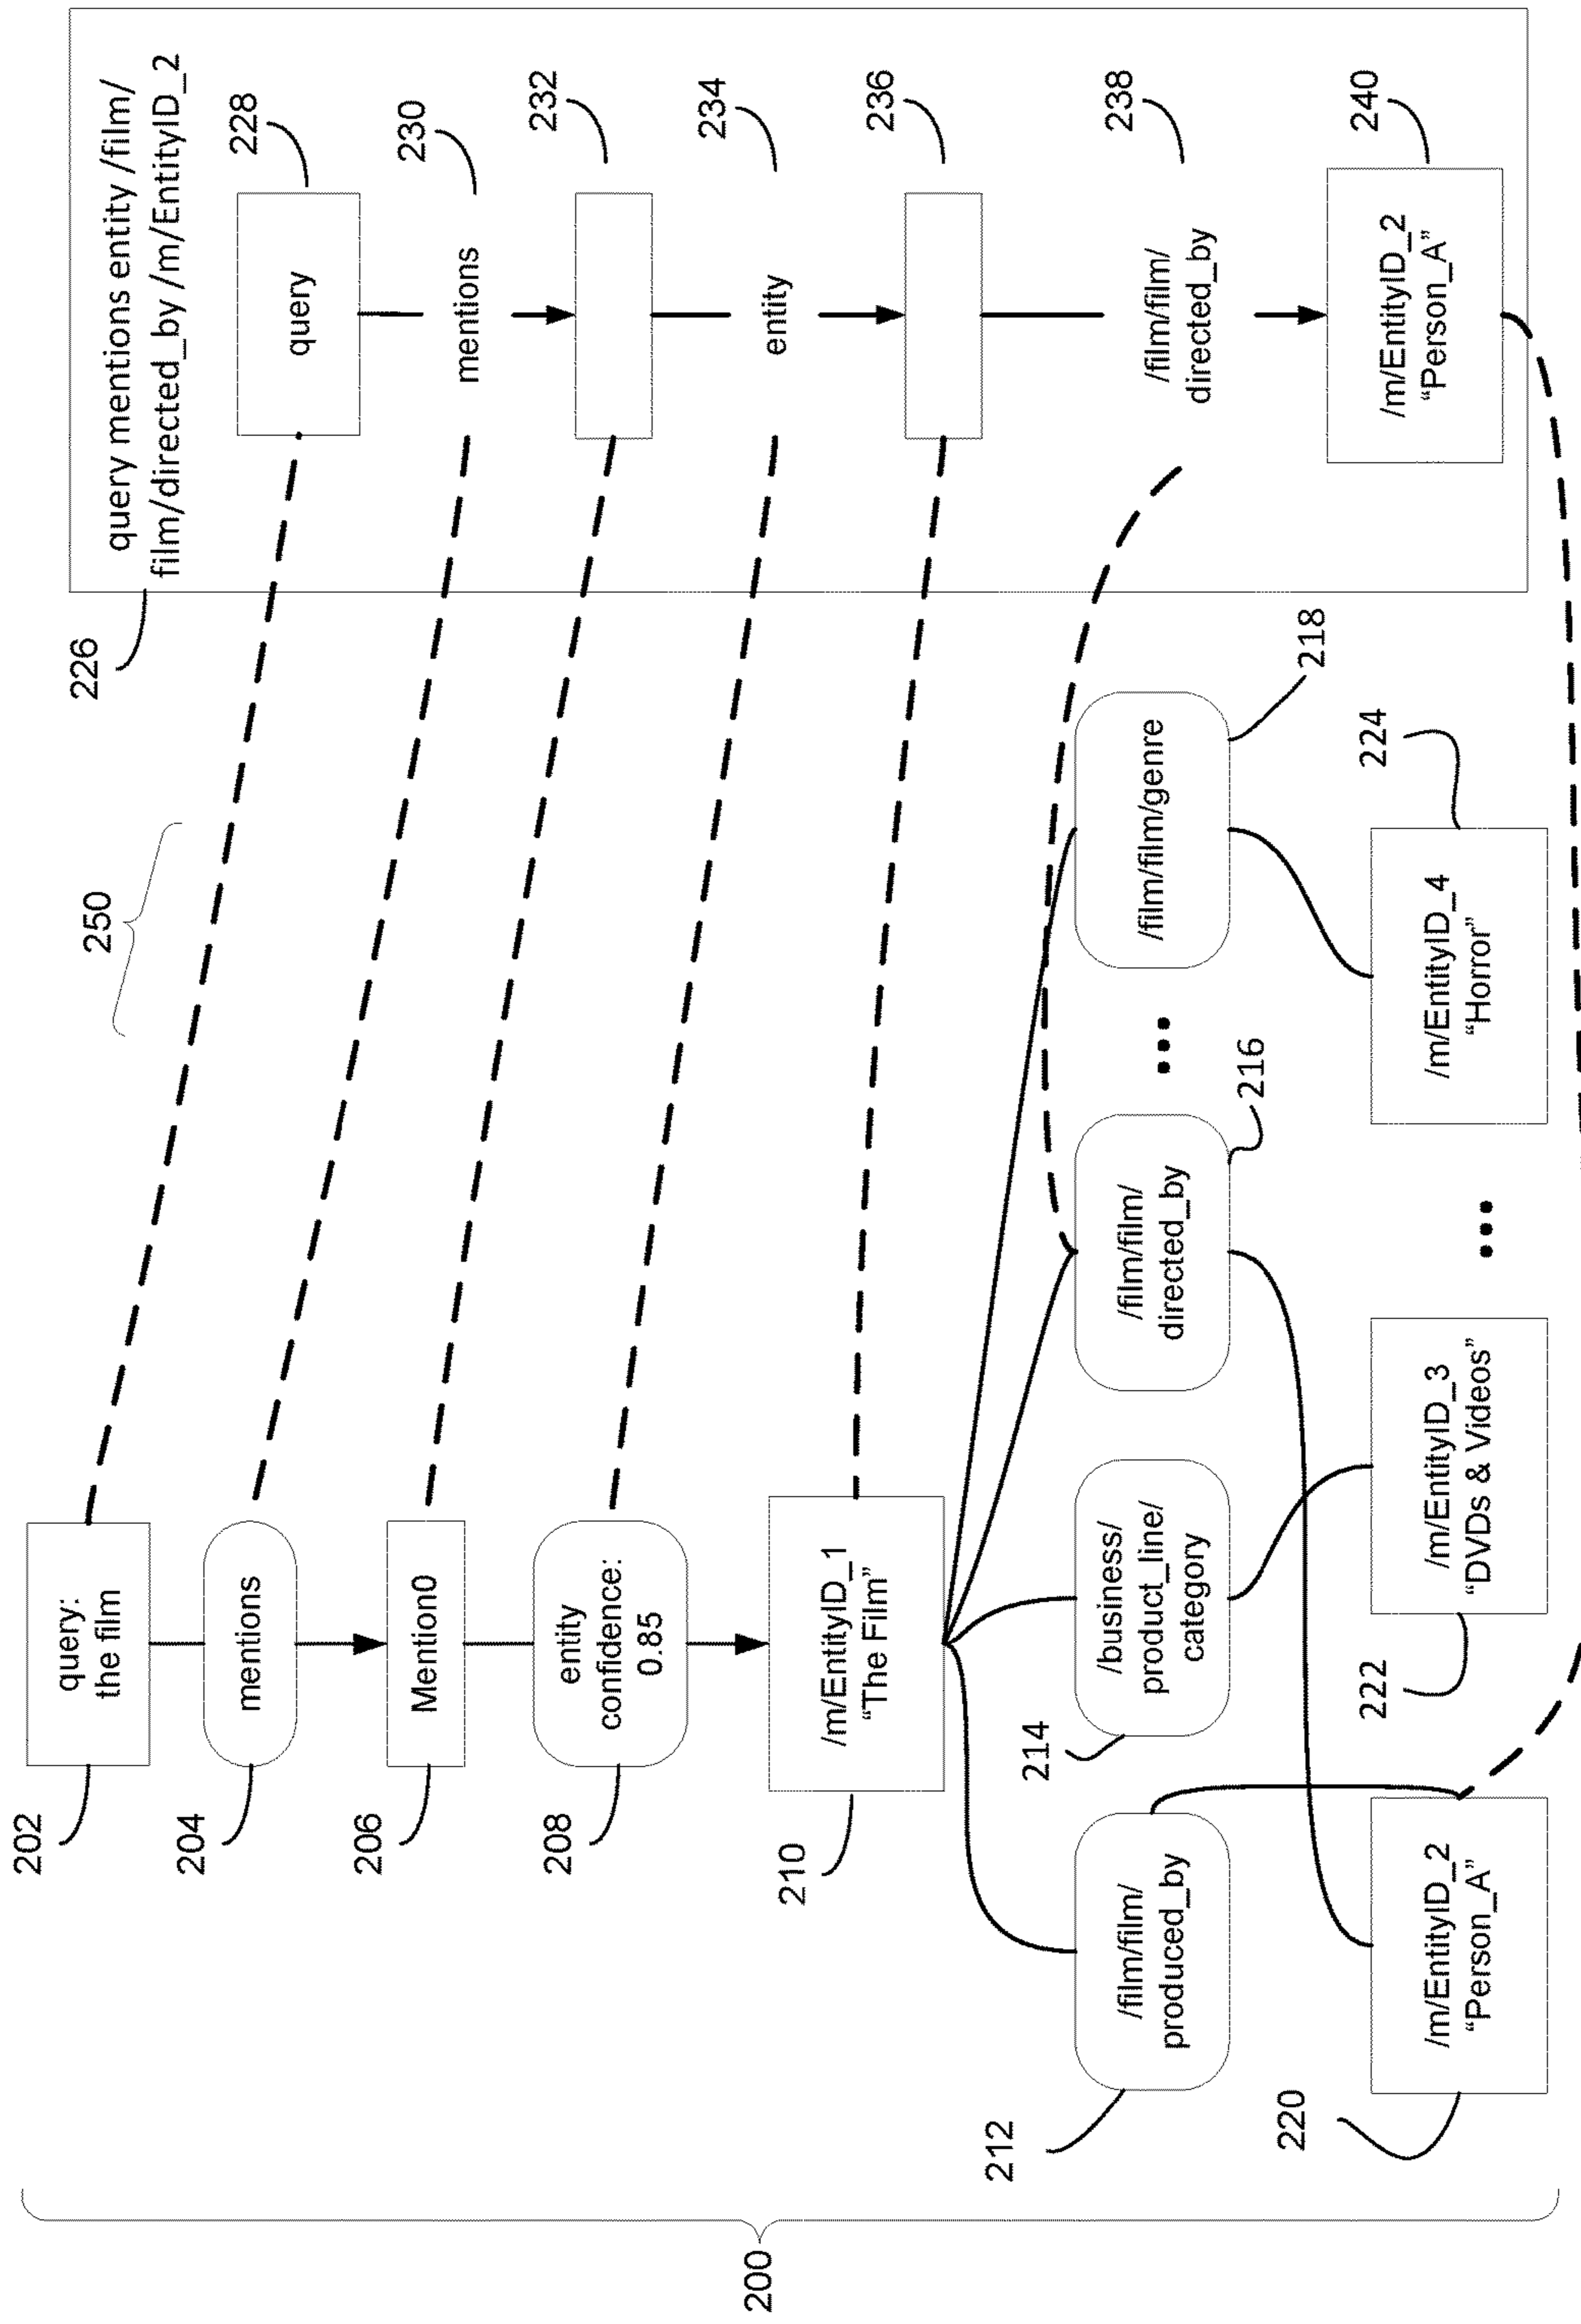 200
202
query:
the film
204
mentions
206
Mention0
208
entity
confidence:
0.85
210
/m/EntityID_1
“The Film”
212
/film/film/
produced_by
214
/business/
product_line/
category
/film/film/
directed_by
216
•••
/film/film/genre
218
220
/m/EntityID_2
“Person_A”
222
/m/EntityID_3
“DVDs & Videos”
•••
/m/EntityID_4
“Horror”
224
250
226
query mentions entity /film/
film/directed_by /m/EntityID_2
query
228
mentions
230
232
entity
234
236
/film/film/
directed_by
238
/m/EntityID_2
“Person_A”
240